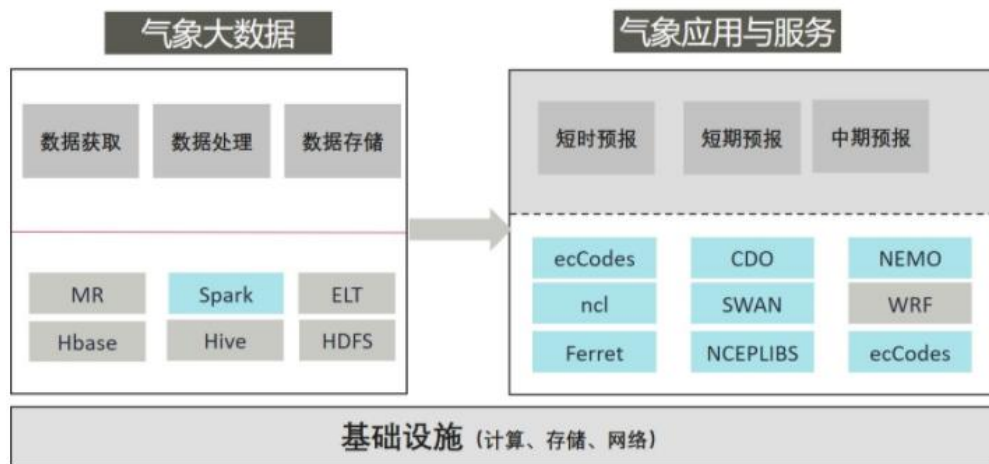 气象大数据
气象应用与服务
数据获取 数据处理 数据存储
短时预报 短期预报 中期预报
MR Spark ELT
Hbase Hive HDFS
ecCodes CDO NEMO
ncl SWAN WRF
Ferret NCEPLIBS ecCodes
基础设施 (计算、存储、网络)